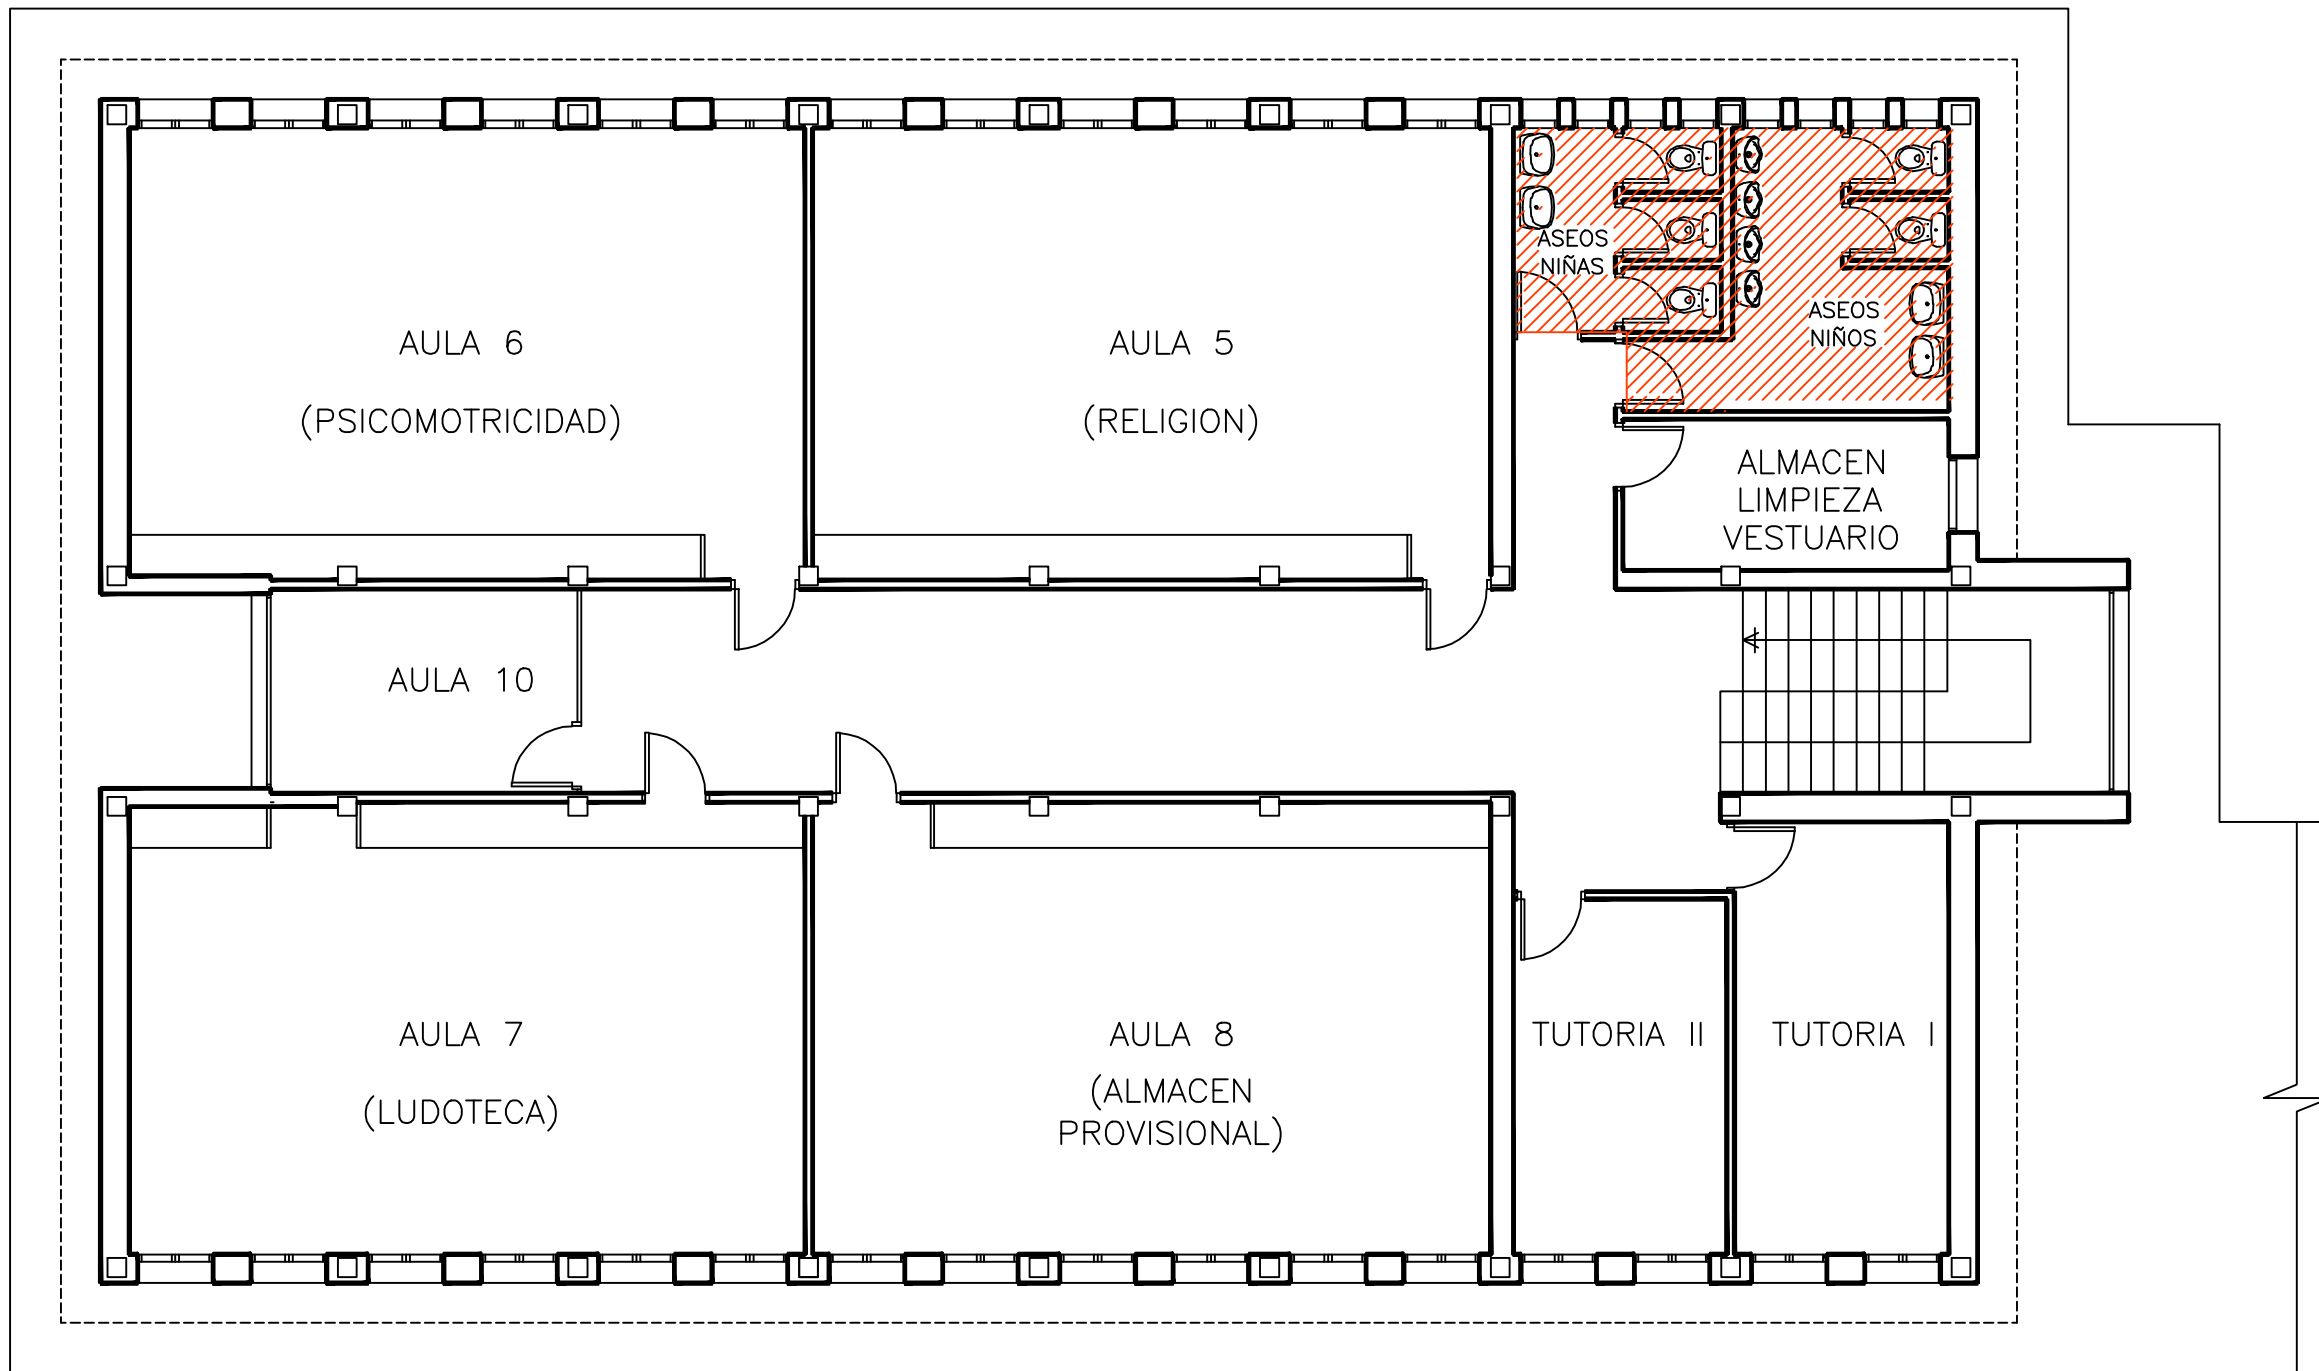 AULA 6
(PSICOMOTRICIDAD)
AULA 5
(RELIGION)
ASEOS
NIÑAS
ASEOS
NIÑOS
ALMACEN
LIMPIEZA
VESTUARIO
AULA 10
AULA 7
(LUDOTECA)
AULA 8
(ALMACEN
PROVISIONAL)
TUTORIA II
TUTORIA I